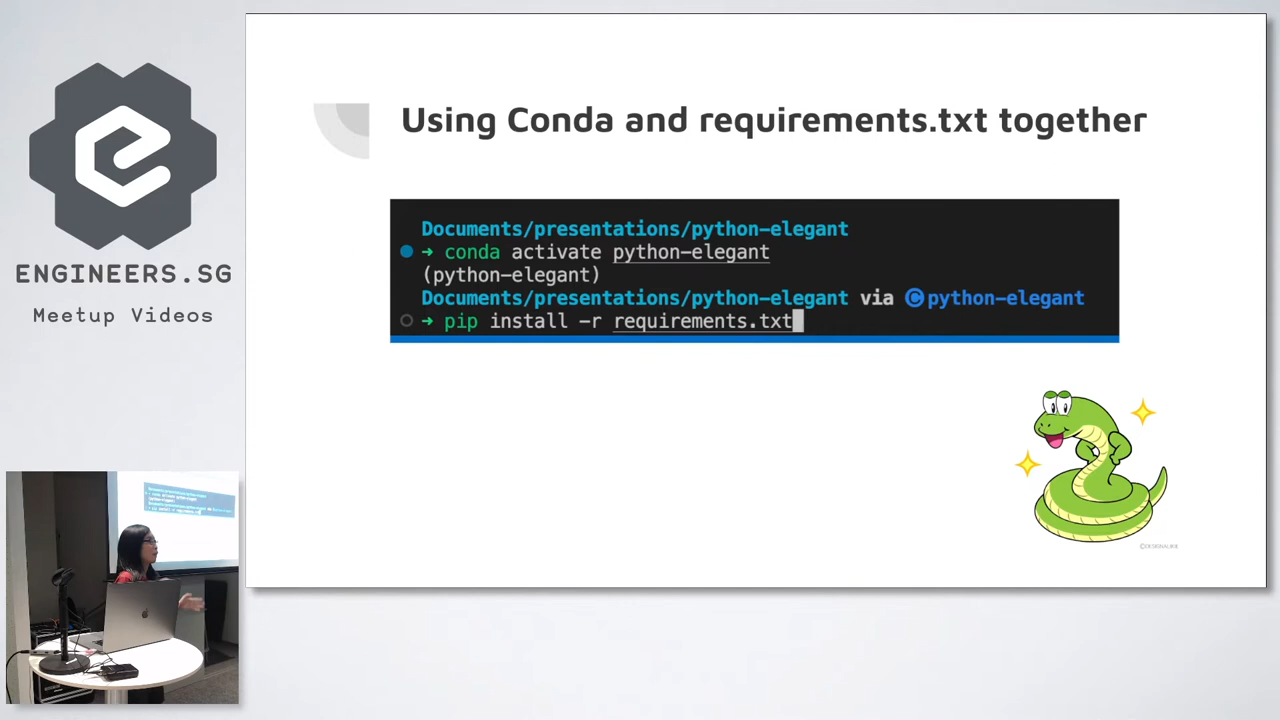 ENGINEERS.SG
Meetup Videos
Using Conda and requirements.txt together
Documents/presentations/python-elegant
➜ conda activate python-elegant
(python-elegant)
Documents/presentations/python-elegant via C python-elegant
➜ pip install -r requirements.txt
©DESIGNALIKIE